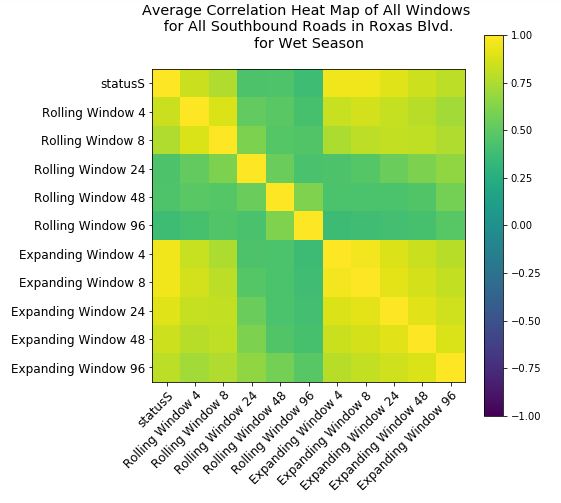 Average Correlation Heat Map of All Windows
for All Southbound Roads in Roxas Blvd.
for Wet Season
statusS
Rolling Window 4
Rolling Window 8
Rolling Window 24
Rolling Window 48
Rolling Window 96
Expanding Window 4
Expanding Window 8
Expanding Window 24
Expanding Window 48
Expanding Window 96
statusS
Rolling Window 4
Rolling Window 8
Rolling Window 24
Rolling Window 48
Rolling Window 96
Expanding Window 4
Expanding Window 8
Expanding Window 24
Expanding Window 48
Expanding Window 96
1.00
0.75
0.50
0.25
0.00
−0.25
−0.50
−0.75
−1.00